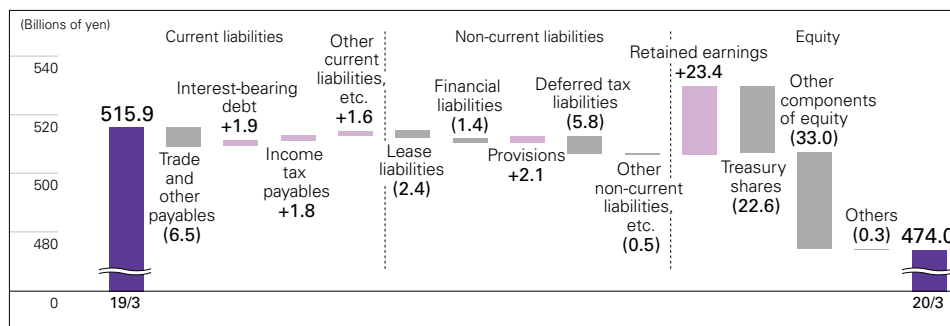 (Billions of yen)
Current liabilities
Non-current liabilities
Equity
540
520
500
480
0
515.9
19/3
Trade
and
other
payables
(6.5)
Interest-bearing
debt
+1.9
Income
tax
payables
+1.8
Other
current
liabilities,
etc.
+1.6
Lease
liabilities
(2.4)
Financial
liabilities
(1.4)
Provisions
+2.1
Deferred tax
liabilities
(5.8)
Other
non-current
liabilities,
etc.
(0.5)
Retained earnings
+23.4
Treasury
shares
(22.6)
Other
components
of equity
(33.0)
Others
(0.3)
474.0
20/3